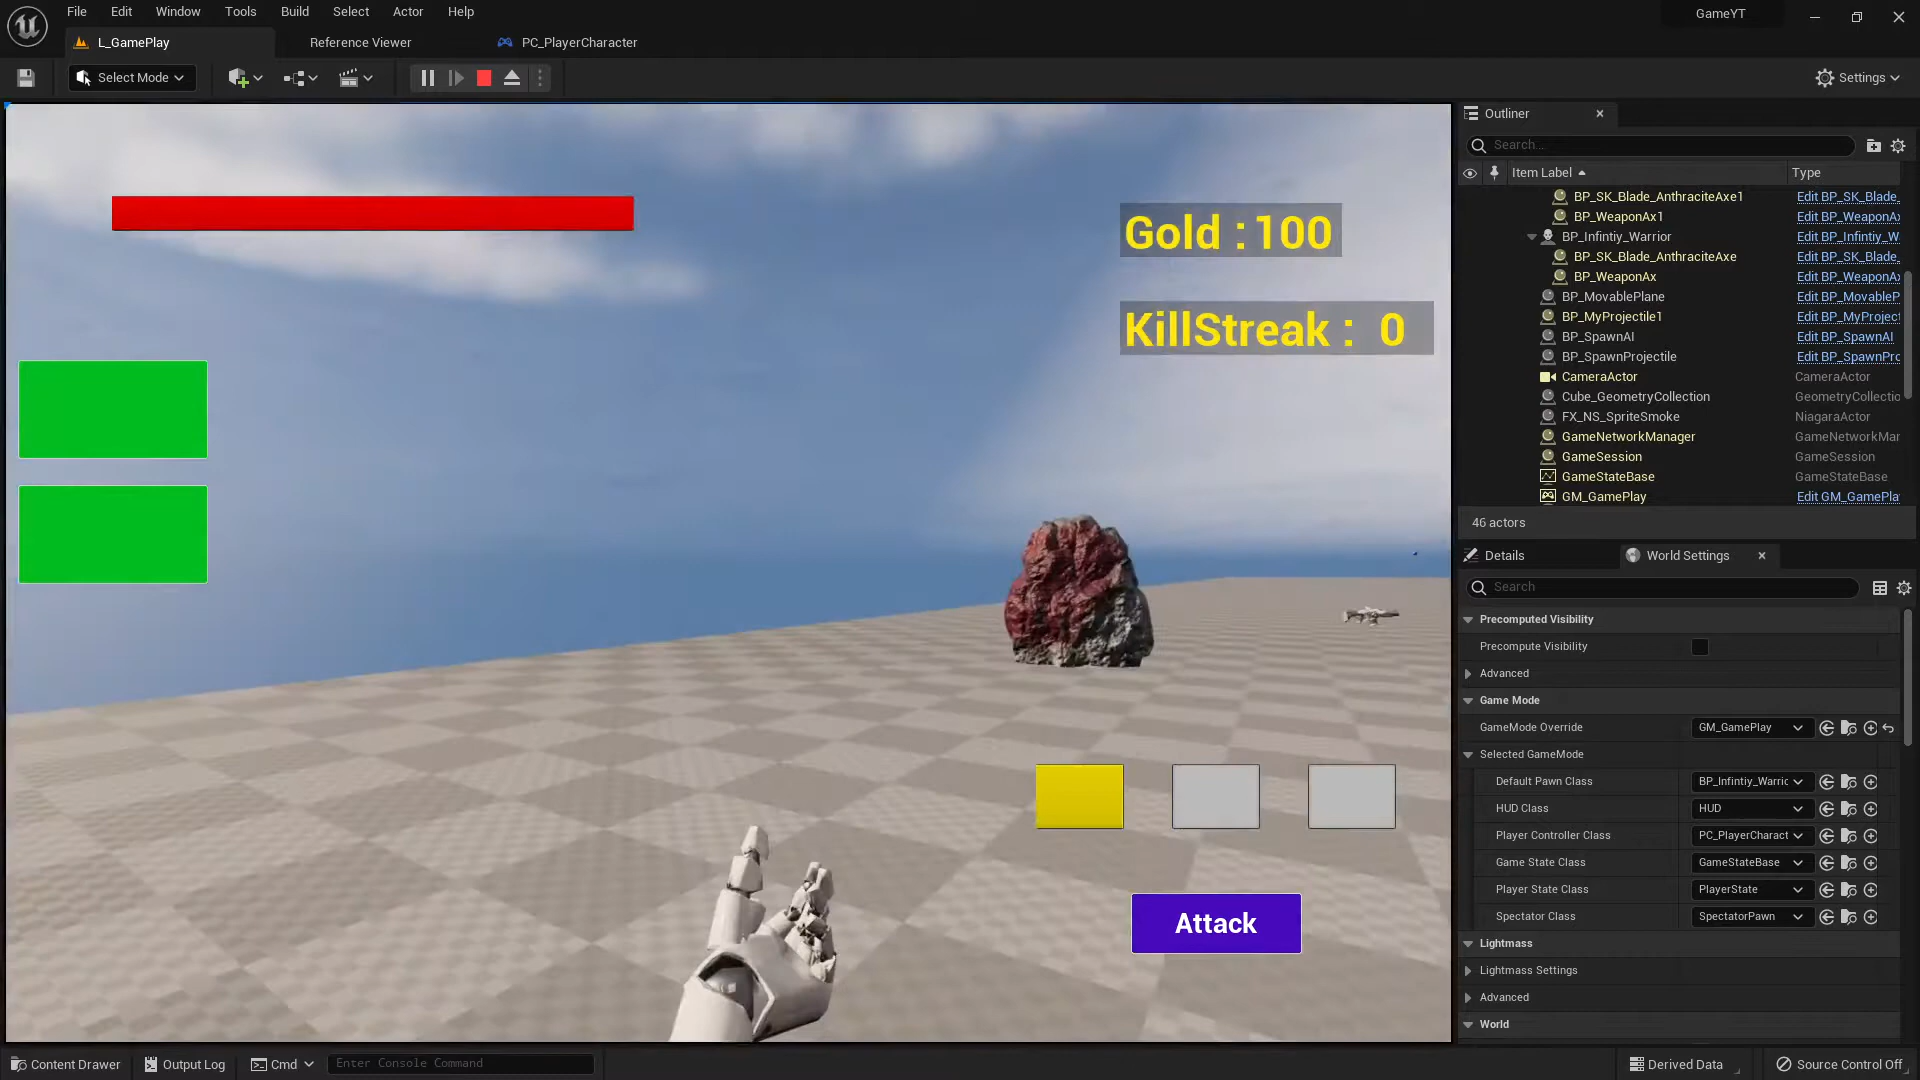 File Edit Window Tools Build Select Actor Help
GameYT
L_GamePlay
Reference Viewer
PC_PlayerCharacter
Select Mode
Settings
Gold :100
KillStreak : 0
Attack
Outliner
Search...
Item Label
Type
BP_SK_Blade_AnthraciteAxe1 Edit BP_SK_Blade_
BP_WeaponAx1 Edit BP_WeaponAx
BP_Infintiy_Warrior Edit BP_Infintiy_W
BP_SK_Blade_AnthraciteAxe Edit BP_SK_Blade_
BP_WeaponAx Edit BP_WeaponAx
BP_MovablePlane Edit BP_MovableP
BP_MyProjectile1 Edit BP_MyProject
BP_SpawnAI Edit BP_SpawnAI
BP_SpawnProjectile Edit BP_SpawnPro
CameraActor CameraActor
Cube_GeometryCollection GeometryCollectio
FX_NS_SpriteSmoke NiagaraActor
GameNetworkManager GameNetworkMar
GameSession GameSession
GameStateBase GameStateBase
GM_GamePlay Edit GM_GamePla
46 actors
Details
World Settings
Search
Precomputed Visibility
Precompute Visibility
Advanced
Game Mode
GameMode Override GM_GamePlay
Selected GameMode
Default Pawn Class BP_Infintiy_Warric
HUD Class HUD
Player Controller Class PC_PlayerCharact
Game State Class GameStateBase
Player State Class PlayerState
Spectator Class SpectatorPawn
Lightmass
Lightmass Settings
Advanced
World
Content Drawer
Output Log
Cmd
Enter Console Command
Derived Data
Source Control Off